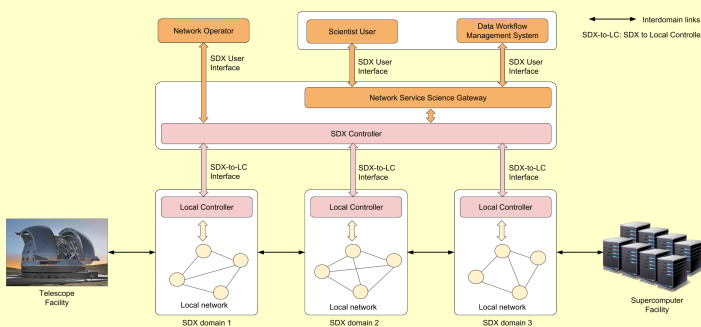 Network Operator
Scientist User
Data Workflow
Management System
Interdomain links
SDX-to-LC: SDX to Local Controller
SDX User
Interface
SDX User
Interface
SDX User
Interface
Network Service Science Gateway
SDX Controller
SDX-to-LC
Interface
SDX-to-LC
Interface
SDX-to-LC
Interface
Local Controller
Local Controller
Local Controller
Local network
Local network
Local network
Telescope
Facility
Supercomputer
Facility
SDX domain 1
SDX domain 2
SDX domain 3